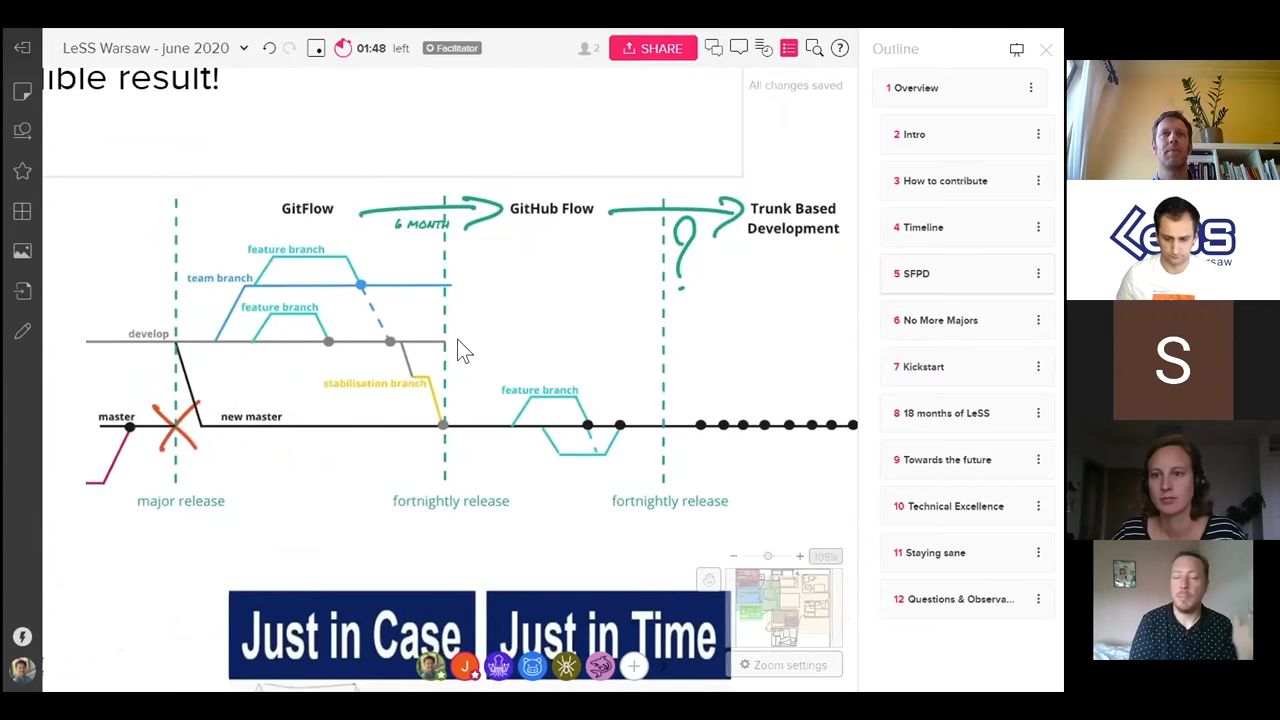 LeSS Warsaw - june 2020
01:48 left
Facilitator
2
SHARE
?
ible result!
All changes saved
GitFlow
6 MONTH
GitHub Flow
?
Trunk Based
Development
feature branch
team branch
feature branch
develop
stabilisation branch
feature branch
master
new master
major release
fortnightly release
fortnightly release
Just in Case
Just in Time
J
105%
Zoom settings
Outline
1 Overview
2 Intro
3 How to contribute
4 Timeline
5 SFPD
6 No More Majors
7 Kickstart
8 18 months of LeSS
9 Towards the future
10 Technical Excellence
11 Staying sane
12 Questions & Observa...
LeSS
rsaw
S